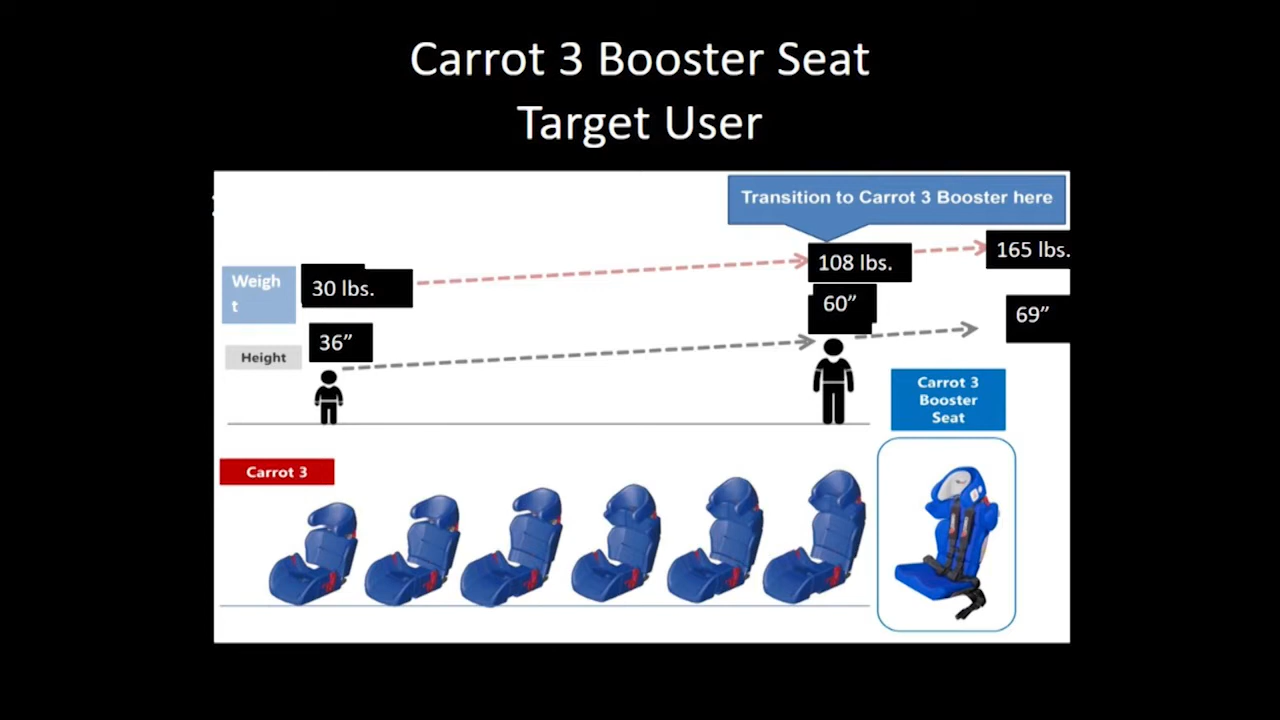 Carrot 3 Booster Seat
Target User
Transition to Carrot 3 Booster here
165 lbs.
108 lbs.
Weigh
t
30 lbs.
60”
69”
36”
Height
Carrot 3
Booster
Seat
Carrot 3